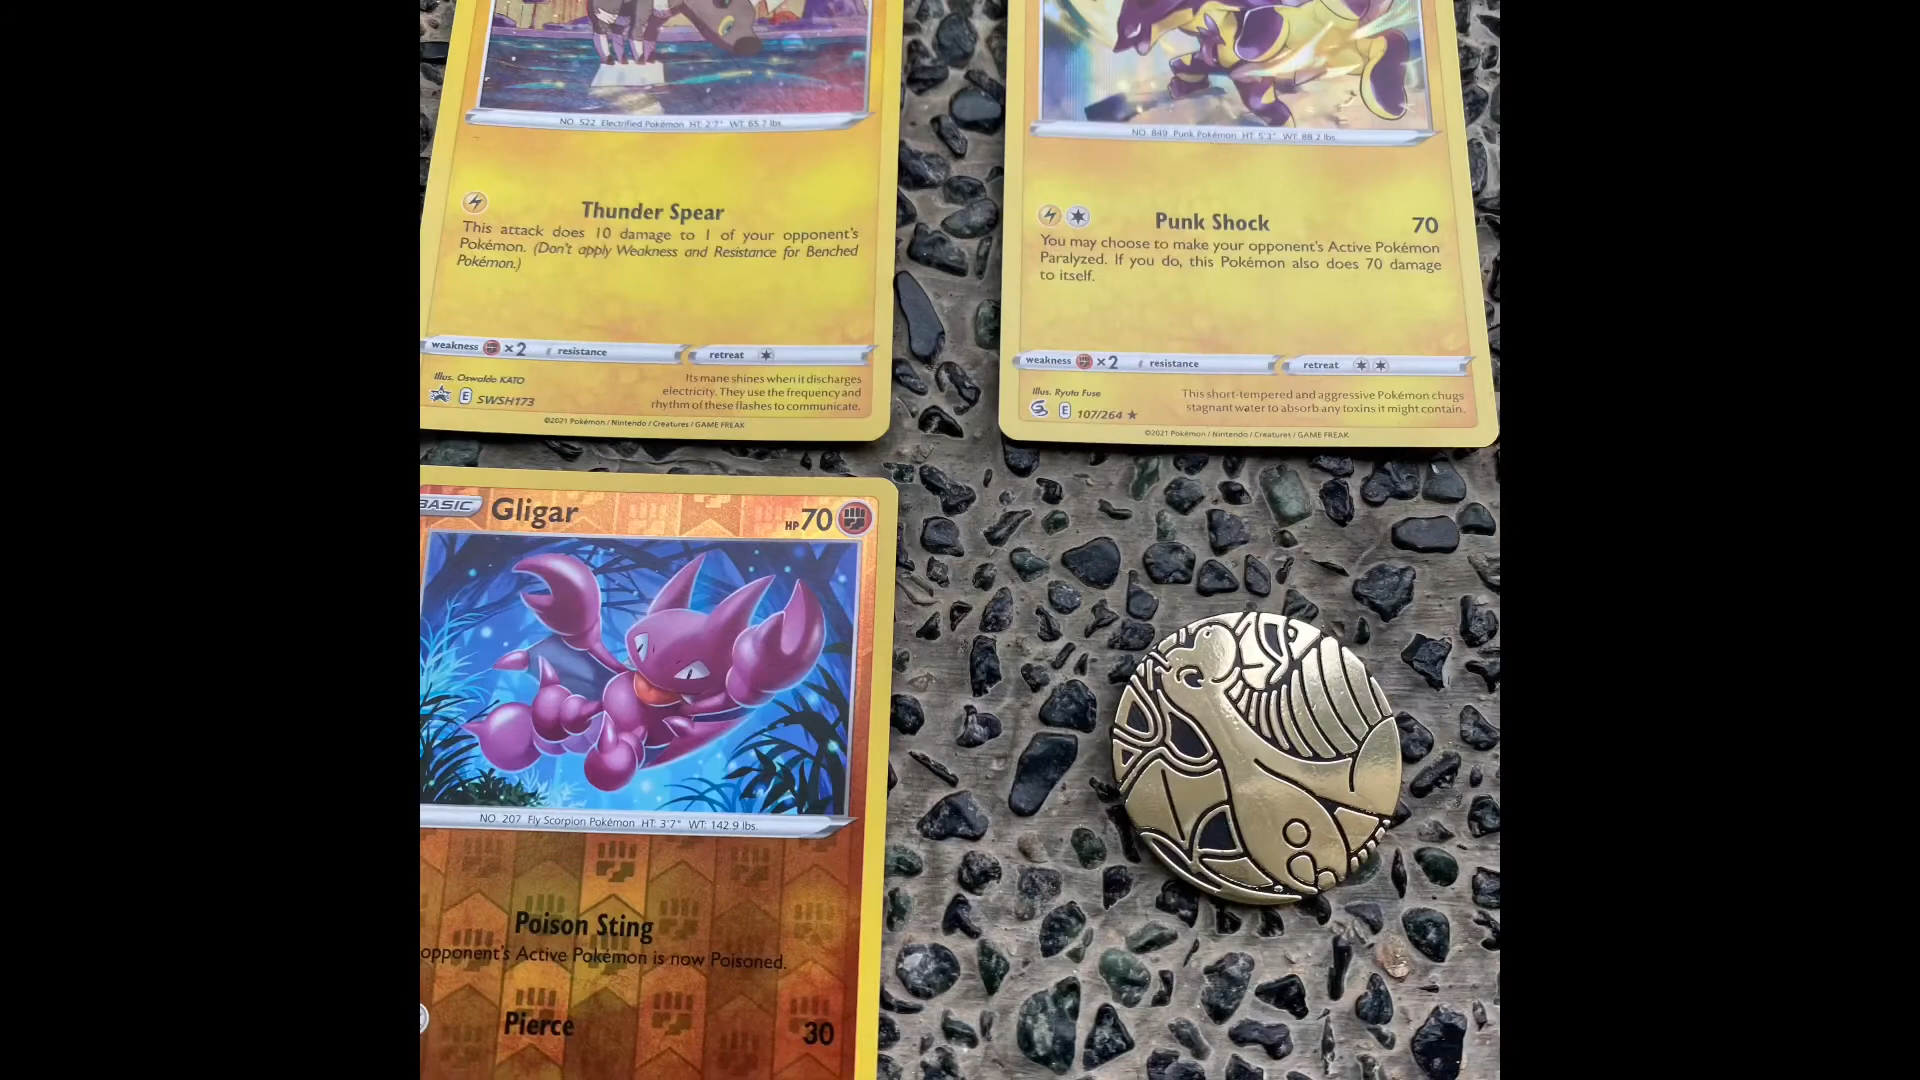 NO. 522 Electrified Pokémon HT: 2'7" WT: 65.7 lbs.
Thunder Spear
This attack does 10 damage to 1 of your opponent's
Pokémon. (Don't apply Weakness and Resistance for Benched
Pokémon.)
weakness ×2 resistance retreat
Illus. Oswaldo KATO
Its mane shines when it discharges
electricity. They use the frequency and
rhythm of these flashes to communicate.
E SWSH173
©2021 Pokémon / Nintendo / Creatures / GAME FREAK
NO. 849 Punk Pokémon HT: 5'3" WT: 88.2 lbs.
Punk Shock 70
You may choose to make your opponent's Active Pokémon
Paralyzed. If you do, this Pokémon also does 70 damage
to itself.
weakness ×2 resistance retreat
Illus. Ryuta Fuse
This short-tempered and aggressive Pokémon chugs
stagnant water to absorb any toxins it might contain.
E 107/264 ★
©2021 Pokémon / Nintendo / Creatures / GAME FREAK
BASIC Gligar HP 70
NO. 207 Fly Scorpion Pokémon HT: 3'7" WT: 142.9 lbs.
Poison Sting
opponent's Active Pokémon is now Poisoned.
Pierce 30